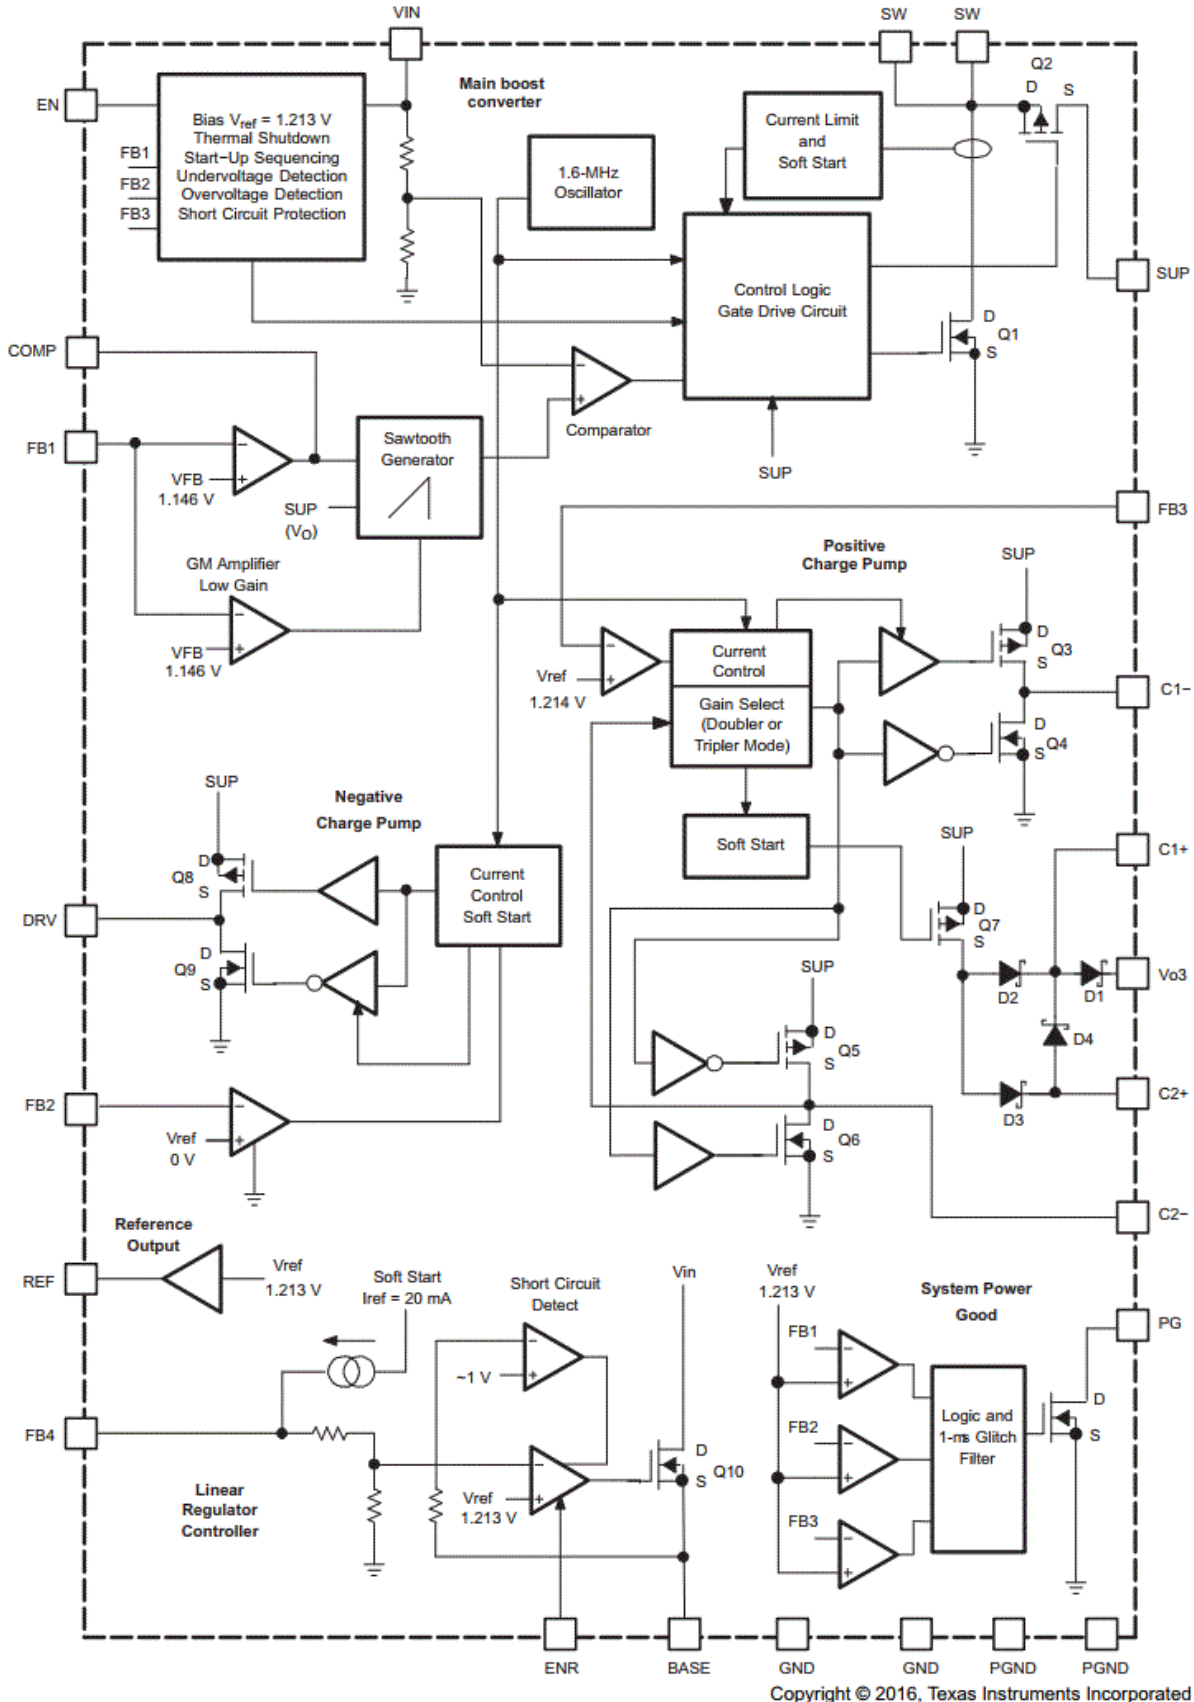 VIN
SW
SW
Q2
D
S
EN
Main boost
converter
Bias Vref = 1.213 V
Thermal Shutdown
Start−Up Sequencing
Undervoltage Detection
Overvoltage Detection
Short Circuit Protection
FB1
FB2
FB3
1.6-MHz
Oscillator
Current Limit
and
Soft Start
SUP
Control Logic
Gate Drive Circuit
D
Q1
S
COMP
Comparator
SUP
FB1
VFB
1.146 V
Sawtooth
Generator
SUP
(VO)
FB3
GM Amplifier
Low Gain
VFB
1.146 V
Positive
Charge Pump
SUP
D
Q3
S
Vref
1.214 V
Current
Control
Gain Select
(Doubler or
Tripler Mode)
C1−
D
Q4
S
SUP
Negative
Charge Pump
Soft Start
SUP
C1+
D
Q8
S
Current
Control
Soft Start
D
Q7
S
DRV
D
Q9
S
SUP
D2
D1
Vo3
D
Q5
D4
FB2
Vref
0 V
D3
C2+
D
Q6
S
C2−
Reference
Output
REF
Vref
1.213 V
Soft Start
Iref = 20 mA
Short Circuit
Detect
Vin
Vref
1.213 V
System Power
Good
PG
~1 V
FB1
FB2
FB3
Logic and
1-ms Glitch
Filter
D
S
FB4
Linear
Regulator
Controller
Vref
1.213 V
D
Q10
S
ENR
BASE
GND
GND
PGND
PGND
Copyright © 2016, Texas Instruments Incorporated